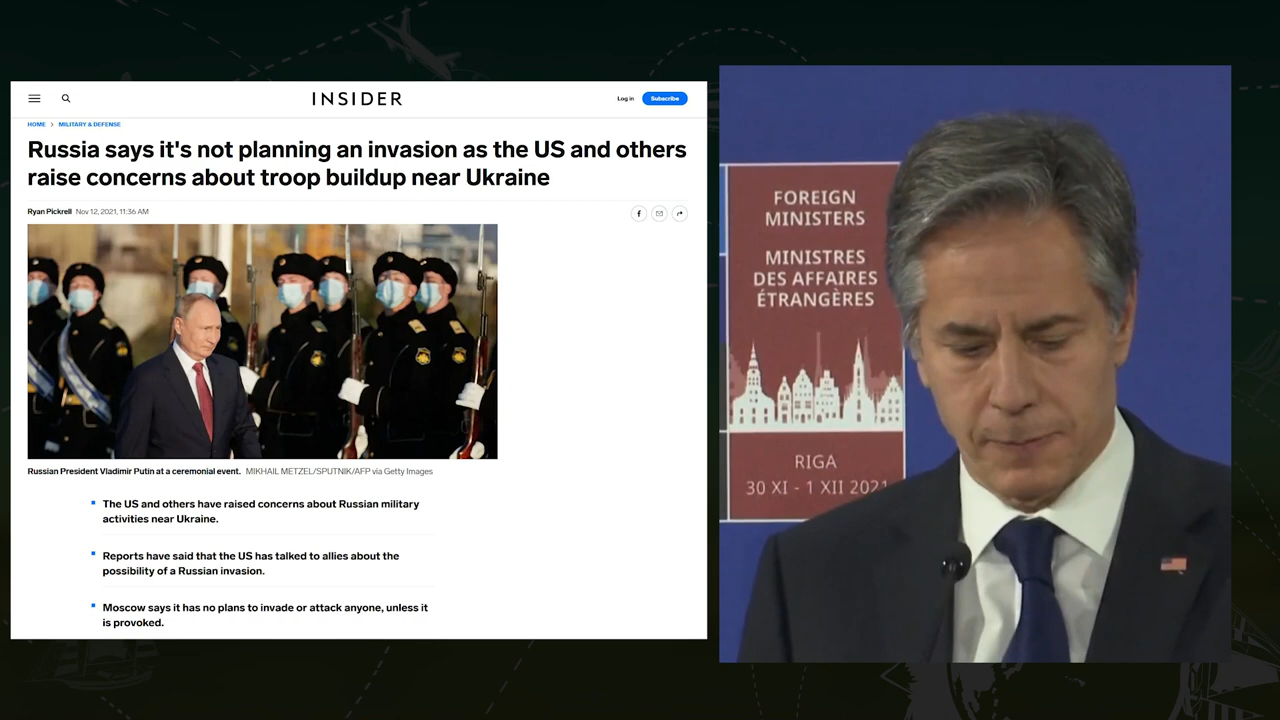 INSIDER
Log in
Subscribe
HOME > MILITARY & DEFENSE
Russia says it's not planning an invasion as the US and others
raise concerns about troop buildup near Ukraine
Ryan Pickrell Nov 12, 2021, 11:36 AM
Russian President Vladimir Putin at a ceremonial event. MIKHAIL METZEL/SPUTNIK/AFP via Getty Images
The US and others have raised concerns about Russian military
activities near Ukraine.
Reports have said that the US has talked to allies about the
possibility of a Russian invasion.
Moscow says it has no plans to invade or attack anyone, unless it
is provoked.
FOREIGN
MINISTERS
MINISTRES
DES AFFAIRES
ÉTRANGÈRES
RIGA
30 XI - 1 XII 2021